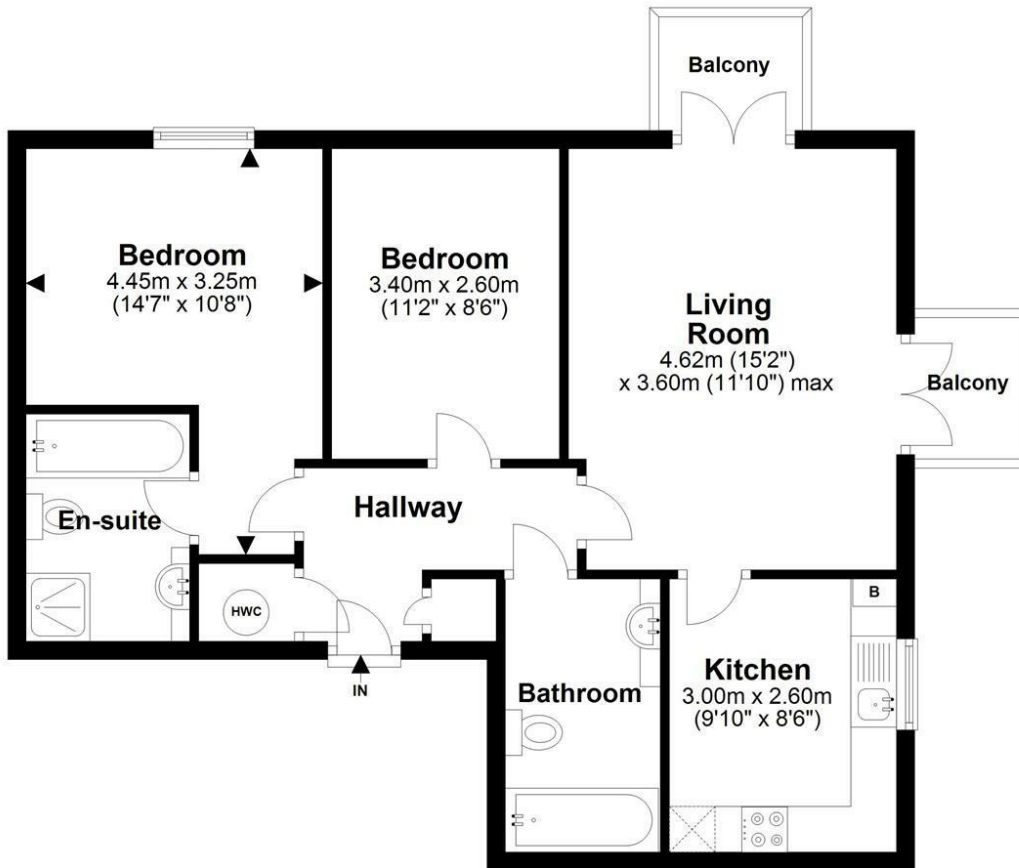 Balcony
Bedroom
4.45m x 3.25m
(14'7" x 10'8")
Bedroom
3.40m x 2.60m
(11'2" x 8'6")
Living
Room
4.62m (15'2")
x 3.60m (11'10") max
Balcony
En-suite
Hallway
HWC
IN
Bathroom
B
Kitchen
3.00m x 2.60m
(9'10" x 8'6")